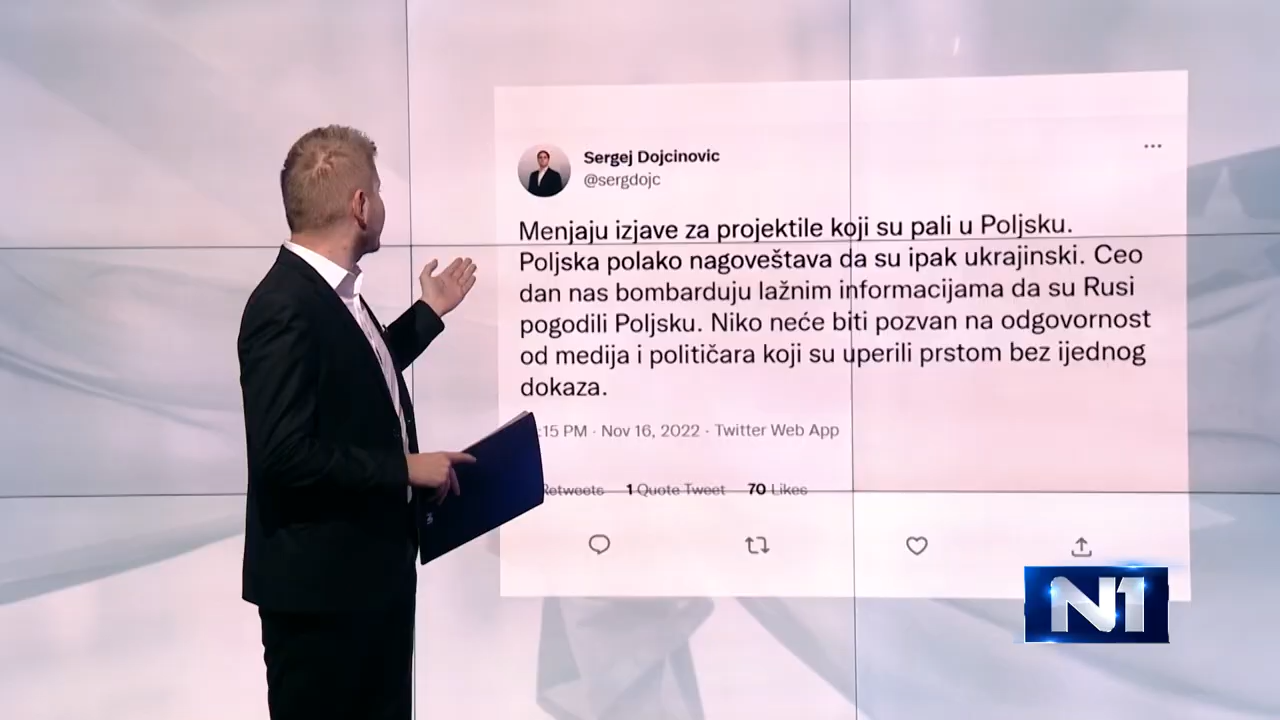 Sergej Dojcinovic
@sergdojc
Menjaju izjave za projektile koji su pali u Poljsku.
Poljska polako nagoveštava da su ipak ukrajinski. Ceo
dan nas bombarduju lažnim informacijama da su Rusi
pogodili Poljsku. Niko neće biti pozvan na odgovornost
od medija i političara koji su uperili prstom bez ijednog
dokaza.
:15 PM · Nov 16, 2022 · Twitter Web App
Retweets 1 Quote Tweet 70 Likes
N1